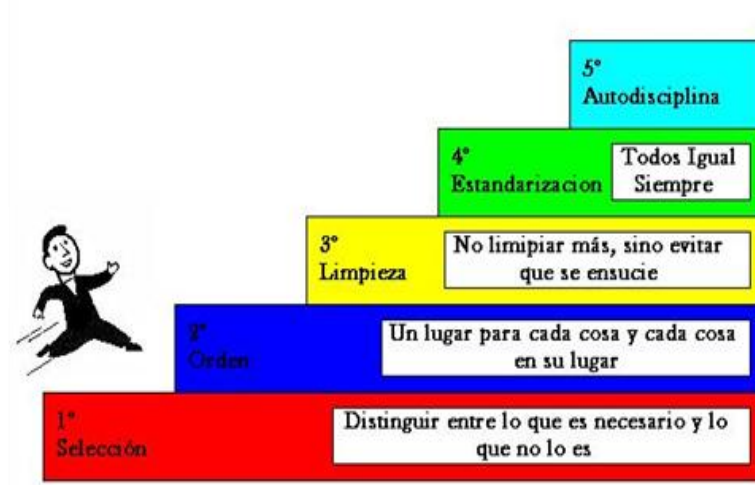 5°
Autodisciplina
4°
Estandarizacion
Todos Igual
Siempre
3°
Limpieza
No limipiar más, sino evitar
que se ensucie
2°
Orden
Un lugar para cada cosa y cada cosa
en su lugar
1°
Selección
Distinguir entre lo que es necesario y lo
que no lo es